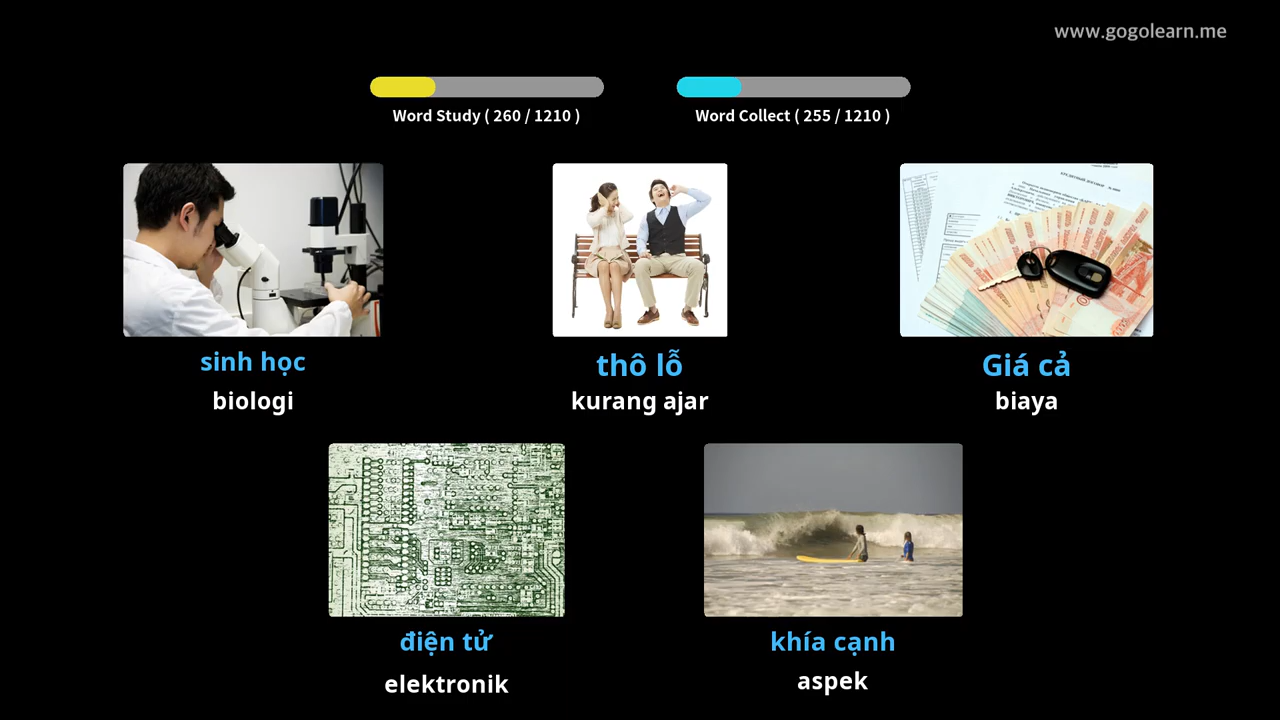 www.gogolearn.me
Word Study ( 260 / 1210 )
Word Collect ( 255 / 1210 )
sinh học
biologi
thô lỗ
kurang ajar
Giá cả
biaya
điện tử
elektronik
khía cạnh
aspek